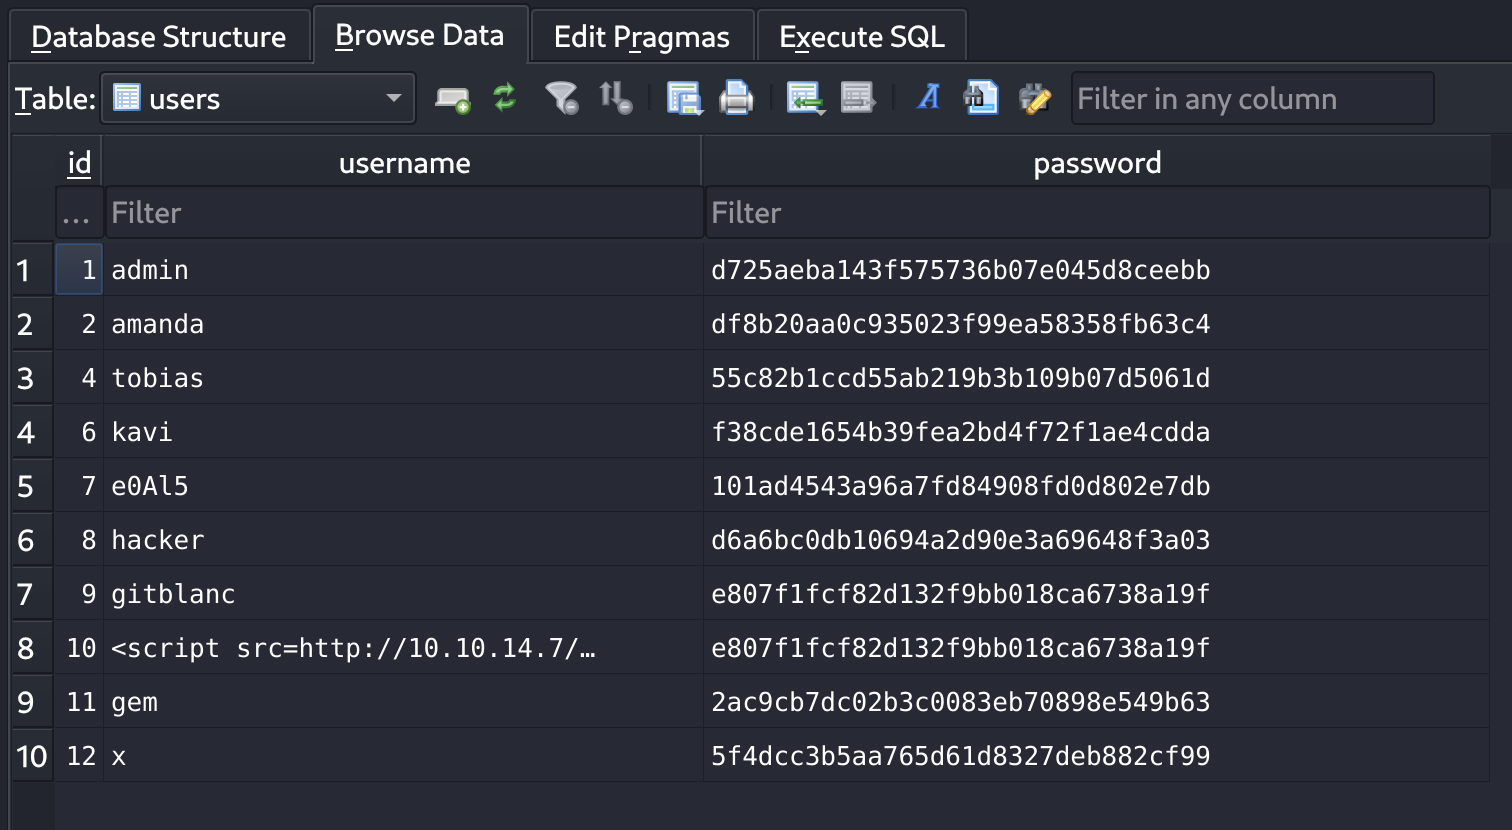 Database Structure Browse Data Edit Pragmas Execute SQL
Table: users Filter in any column
id username password
... Filter Filter
1 1 admin d725aeba143f575736b07e045d8ceebb
2 2 amanda df8b20aa0c935023f99ea58358fb63c4
3 4 tobias 55c82b1ccd55ab219b3b109b07d5061d
4 6 kavi f38cde1654b39fea2bd4f72f1ae4cdda
5 7 e0Al5 101ad4543a96a7fd84908fd0d802e7db
6 8 hacker d6a6bc0db10694a2d90e3a69648f3a03
7 9 gitblanc e807f1fcf82d132f9bb018ca6738a19f
8 10 <script src=http://10.10.14.7/… e807f1fcf82d132f9bb018ca6738a19f
9 11 gem 2ac9cb7dc02b3c0083eb70898e549b63
10 12 x 5f4dcc3b5aa765d61d8327deb882cf99